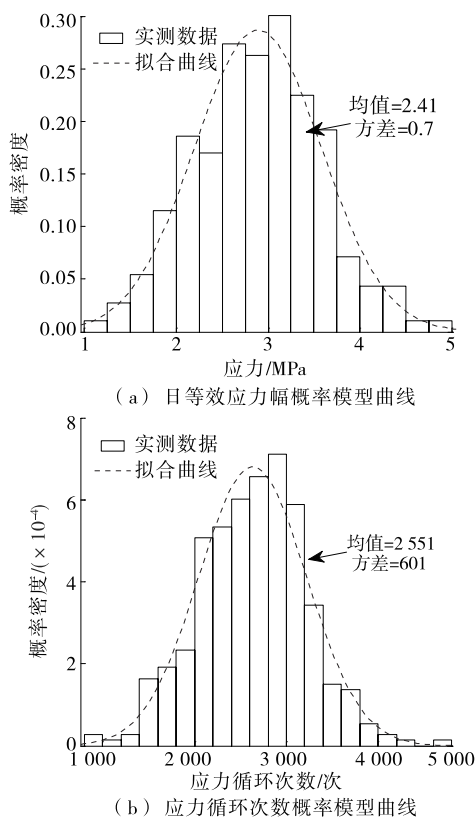 0.30
实测数据
拟合曲线
0.25
均值=2.41
方差=0.7
0.20
0.15
0.10
0.05
0.00
概率密度
1 2 3 4 5
应力/MPa
(a) 日等效应力幅概率模型曲线
8
实测数据
拟合曲线
6
均值=2 551
方差=601
4
2
0
概率密度/(×10⁻⁴)
1 000 2 000 3 000 4 000 5 000
应力循环次数/次
(b) 应力循环次数概率模型曲线